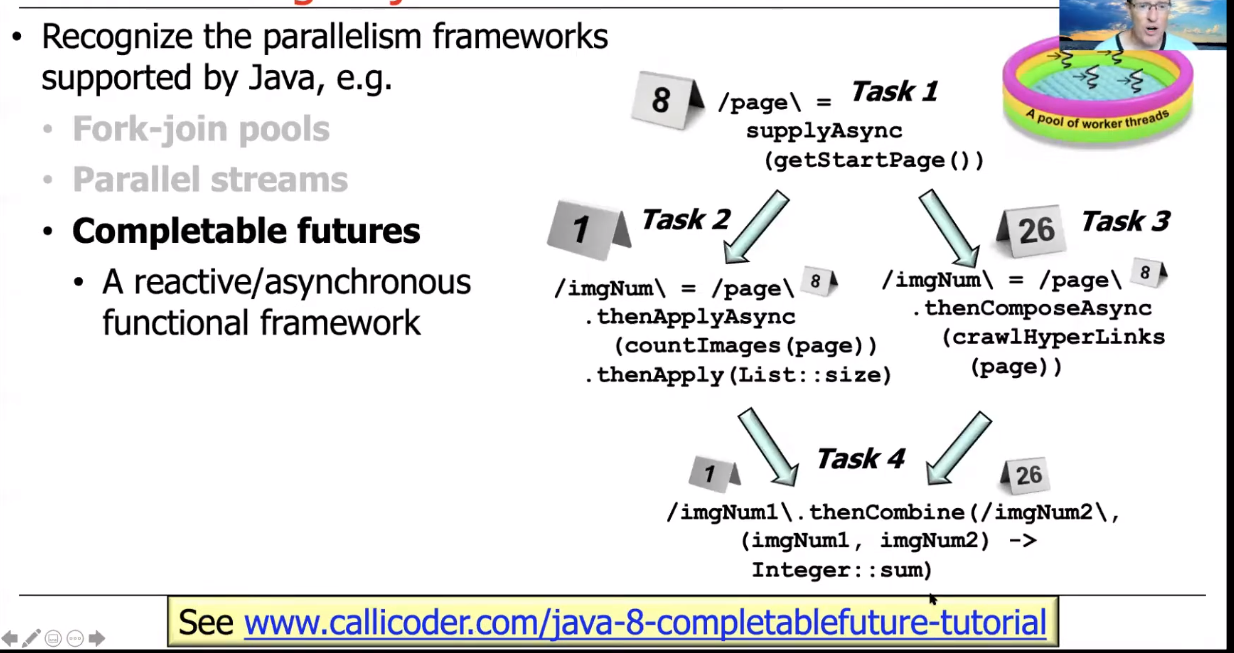 • Recognize the parallelism frameworks
supported by Java, e.g.
• Fork-join pools
• Parallel streams
• Completable futures
• A reactive/asynchronous
functional framework
8
/page\ =
Task 1
supplyAsync
(getStartPage())
A pool of worker threads
1
Task 2
/imgNum\ = /page\
8
.thenApplyAsync
(countImages(page))
.thenApply(List::size)
26
Task 3
/imgNum\ = /page\
8
.thenComposeAsync
(crawlHyperLinks
(page))
1
Task 4
26
/imgNum1\.thenCombine(/imgNum2\,
(imgNum1, imgNum2) ->
Integer::sum)
See www.callicoder.com/java-8-completablefuture-tutorial